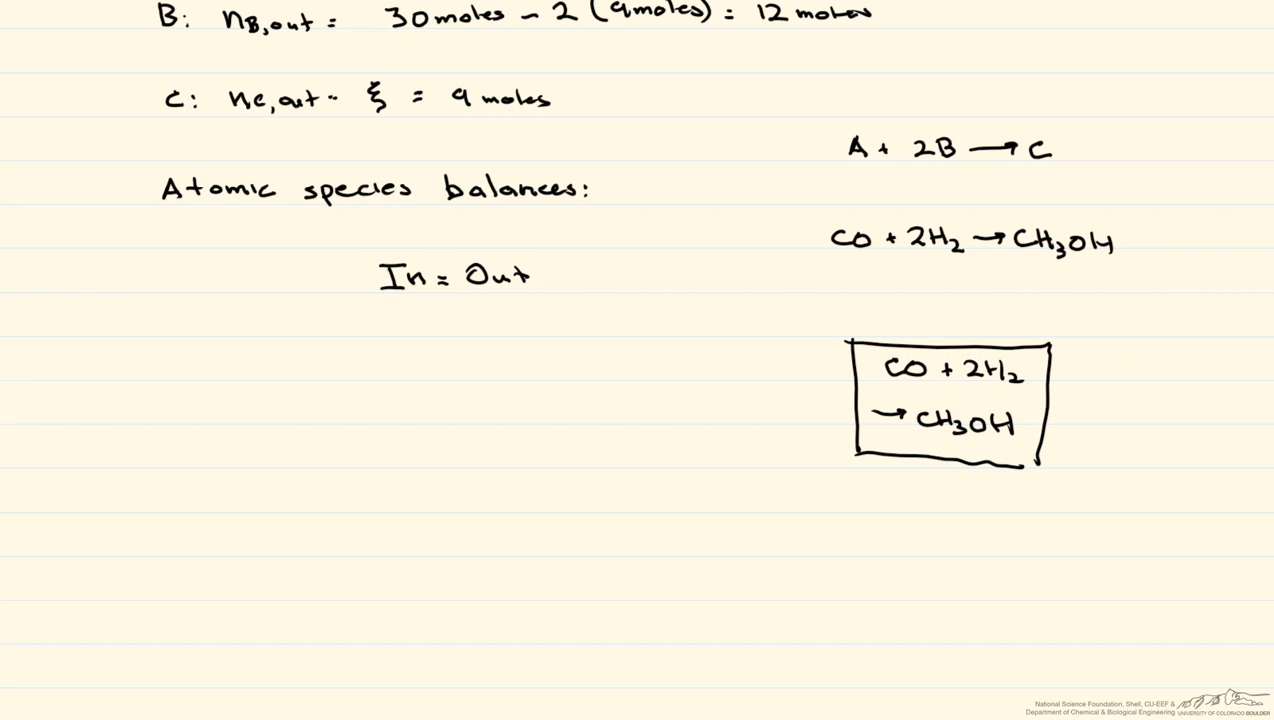 B: nB,out = 30 moles - 2 (9 moles) = 12 moles
C: nC,out = ξ = 9 moles
A + 2B → C
Atomic species balances:
CO + 2H₂ → CH₃OH
In = Out
CO + 2H₂
→ CH₃OH
National Science Foundation, Shell, CU-EEF &
Department of Chemical & Biological Engineering UNIVERSITY OF COLORADO BOULDER